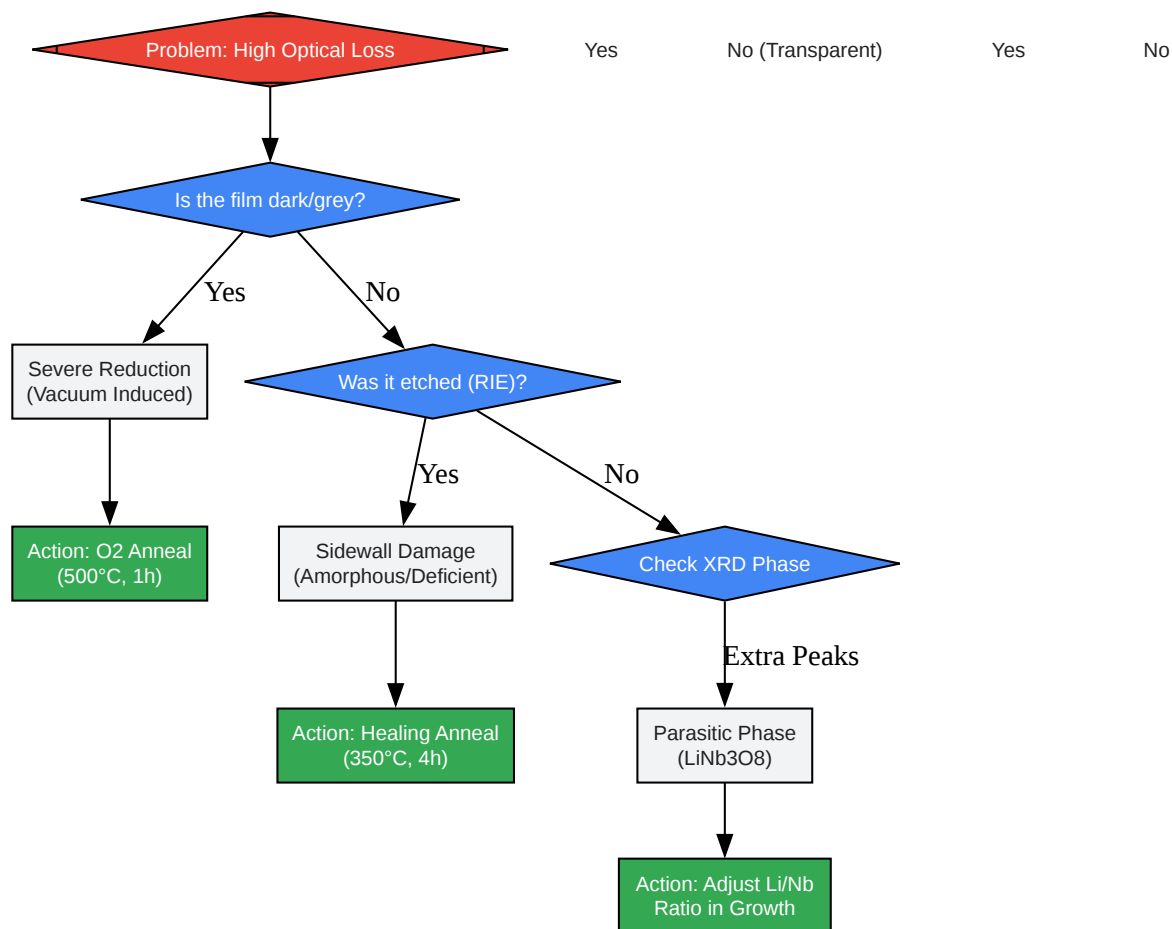 Problem: High Optical Loss
Yes
No (Transparent)
Yes
No
Is the film dark/grey?
Yes
No
Severe Reduction
(Vacuum Induced)
Was it etched (RIE)?
Yes
No
Action: O2 Anneal
(500°C, 1h)
Sidewall Damage
(Amorphous/Deficient)
Check XRD Phase
Extra Peaks
Action: Healing Anneal
(350°C, 4h)
Parasitic Phase
(LiNb3O8)
Action: Adjust Li/Nb
Ratio in Growth